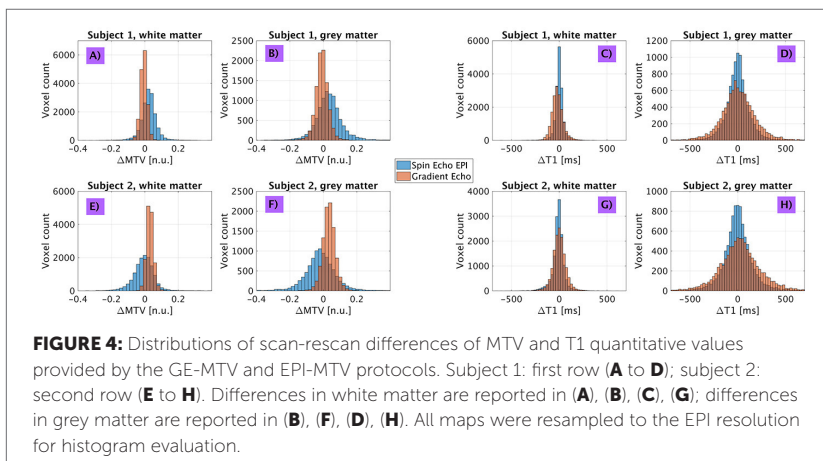 Subject 1, white matter
A)
Voxel count
6000
4000
2000
0
−0.4 −0.2 0 0.2
ΔMTV [n.u.]
Subject 1, grey matter
B)
Voxel count
2500
2000
1500
1000
500
0
−0.4 −0.2 0 0.2
ΔMTV [n.u.]
Subject 1, white matter
C)
Voxel count
6000
4000
2000
0
−500 0 500
ΔT1 [ms]
Subject 1, grey matter
D)
Voxel count
1200
1000
800
600
400
200
0
−500 0 500
ΔT1 [ms]
Spin Echo EPI
Gradient Echo
Subject 2, white matter
E)
Voxel count
6000
4000
2000
0
−0.4 −0.2 0 0.2
ΔMTV [n.u.]
Subject 2, grey matter
F)
Voxel count
2500
2000
1500
1000
500
0
−0.4 −0.2 0 0.2
ΔMTV [n.u.]
Subject 2, white matter
G)
Voxel count
4000
3000
2000
1000
0
−500 0 500
ΔT1 [ms]
Subject 2, grey matter
H)
Voxel count
1000
800
600
400
200
0
−500 0 500
ΔT1 [ms]
FIGURE 4: Distributions of scan-rescan differences of MTV and T1 quantitative values
provided by the GE-MTV and EPI-MTV protocols. Subject 1: first row (A to D); subject 2:
second row (E to H). Differences in white matter are reported in (A), (B), (C), (G); differences
in grey matter are reported in (B), (F), (D), (H). All maps were resampled to the EPI resolution
for histogram evaluation.